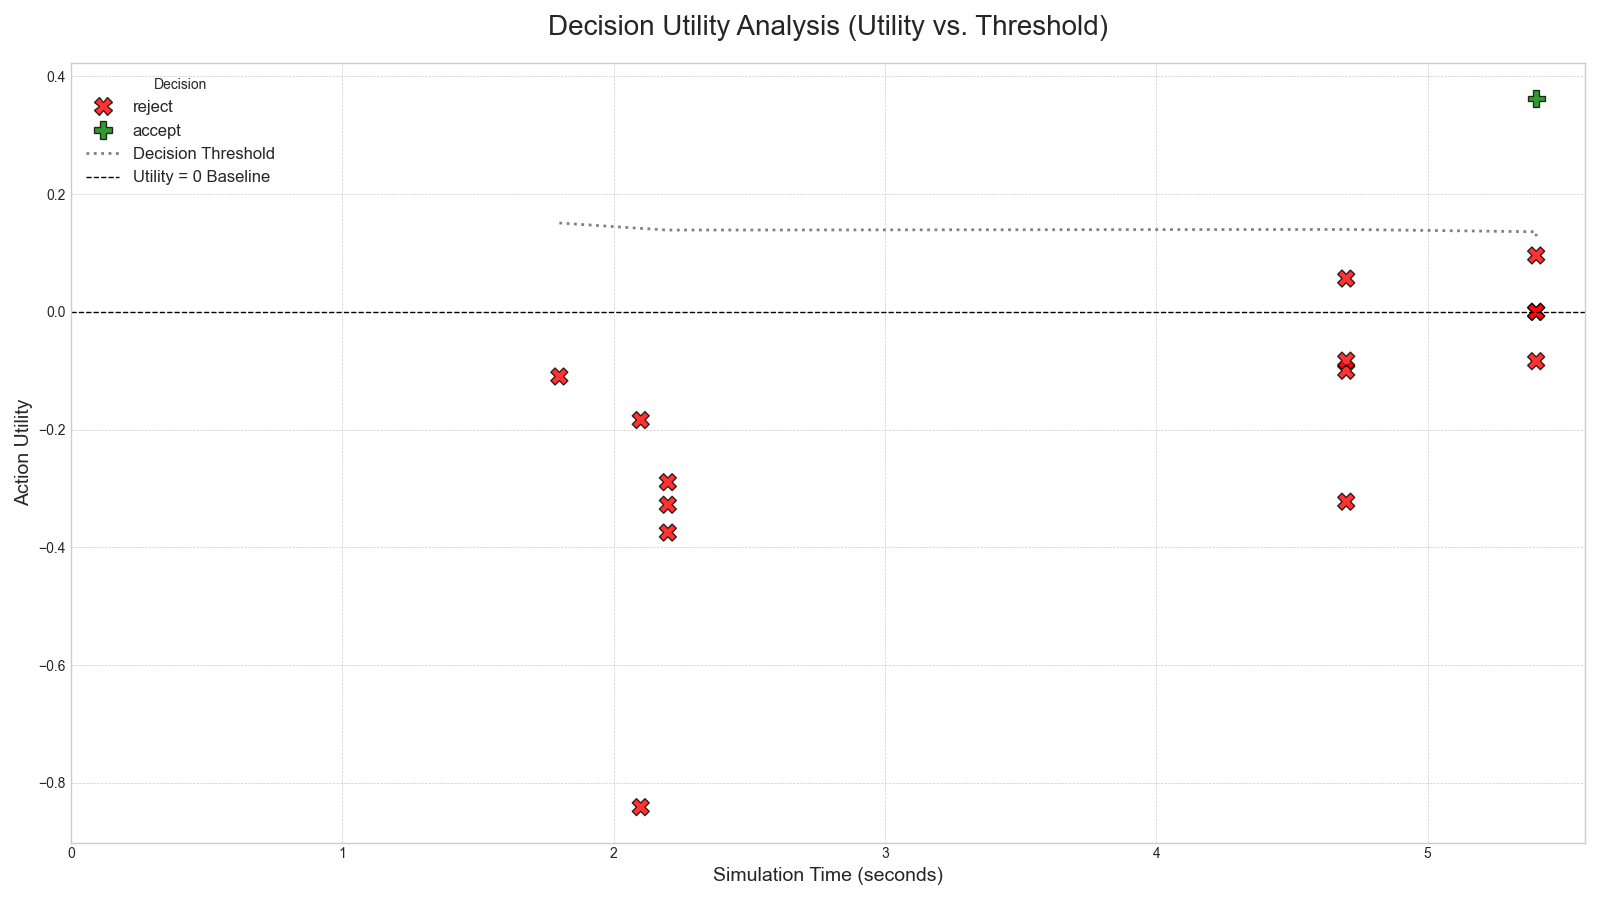 Decision Utility Analysis (Utility vs. Threshold)
Decision
reject
accept
Decision Threshold
Utility = 0 Baseline
Action Utility
0.4
0.2
0.0
−0.2
−0.4
−0.6
−0.8
0 1 2 3 4 5
Simulation Time (seconds)